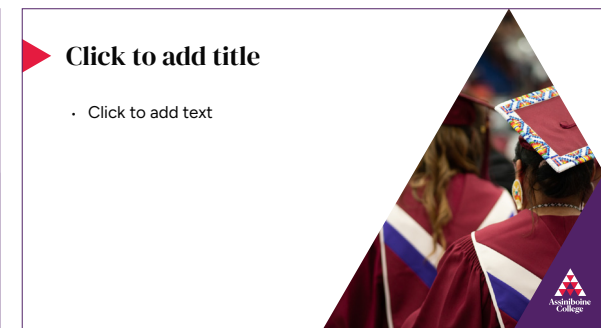 Click to add title
• Click to add text
Assiniboine
College